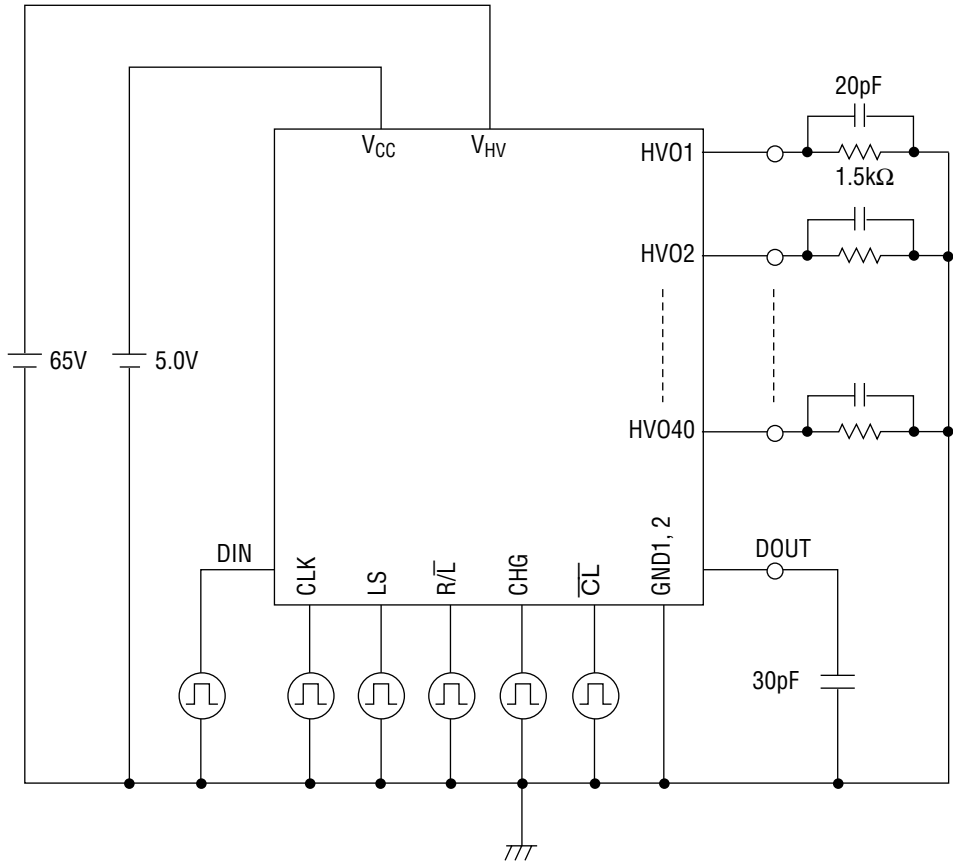 20pF
V_CC
V_HV
HVO1
1.5kΩ
HVO2
65V
5.0V
HVO40
DIN
CLK
LS
R/L̅
CHG
C̅L̅
GND1, 2
DOUT
30pF